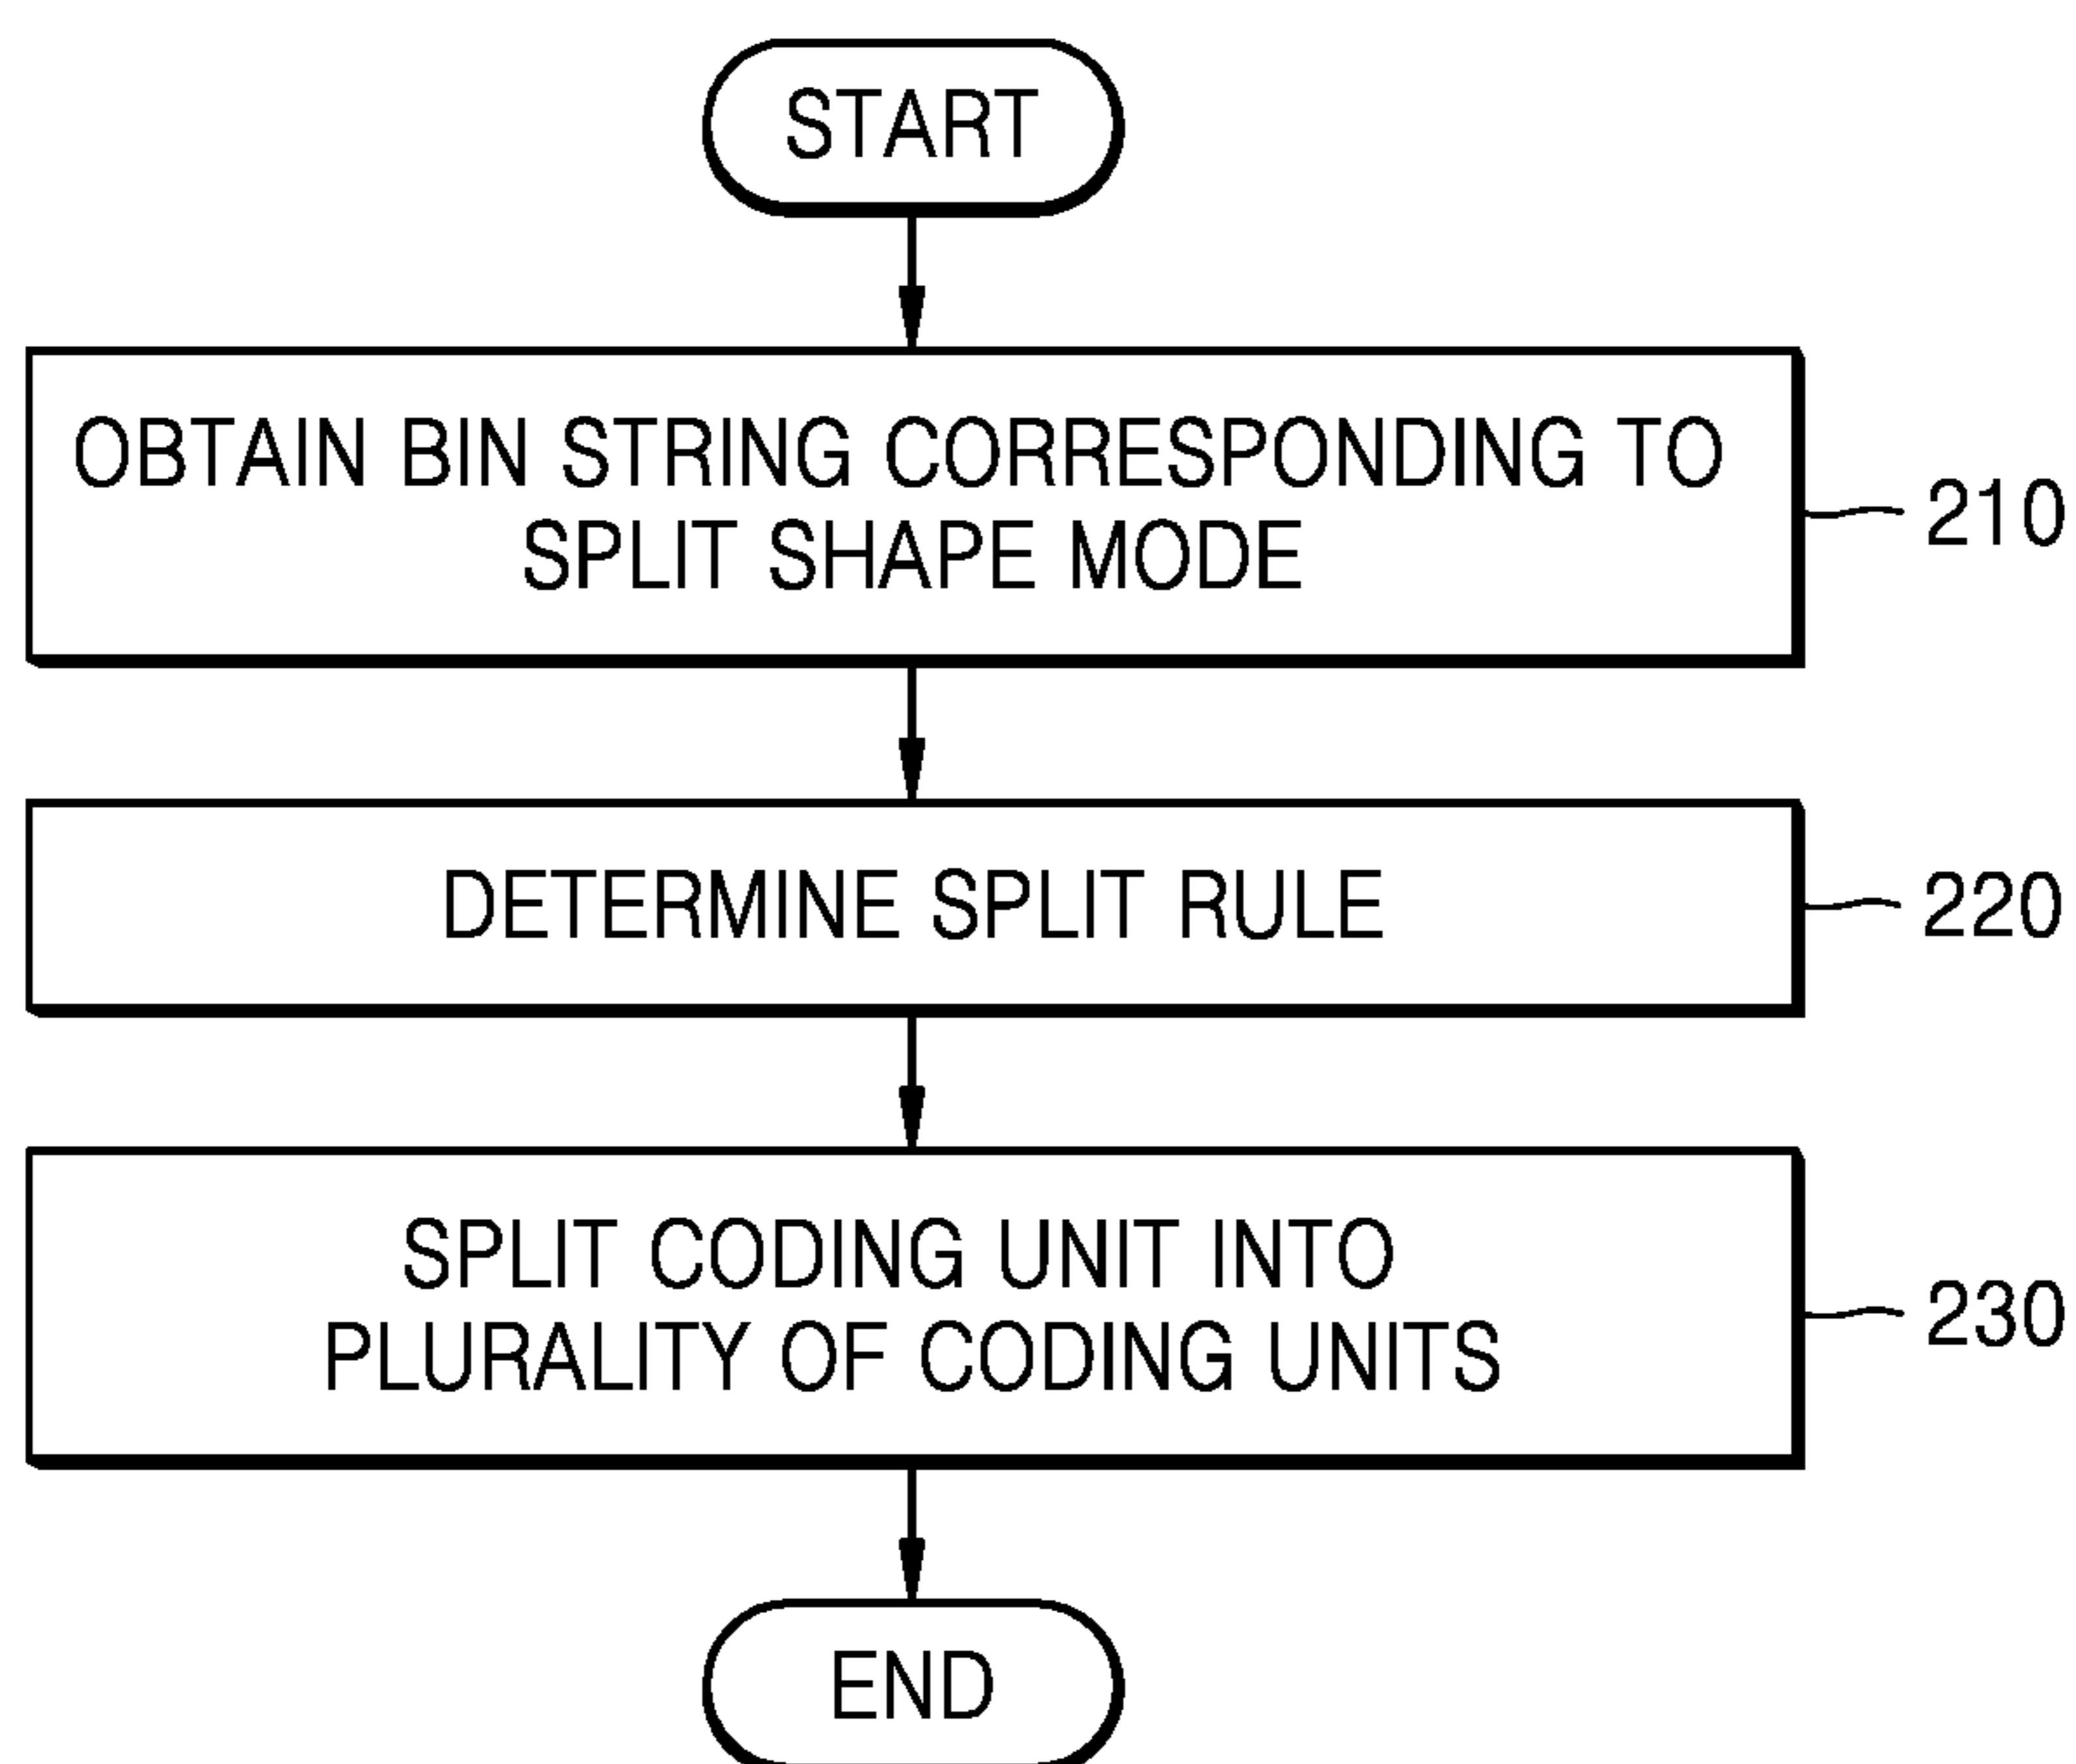 START
OBTAIN BIN STRING CORRESPONDING TO
SPLIT SHAPE MODE
210
DETERMINE SPLIT RULE
220
SPLIT CODING UNIT INTO
PLURALITY OF CODING UNITS
230
END